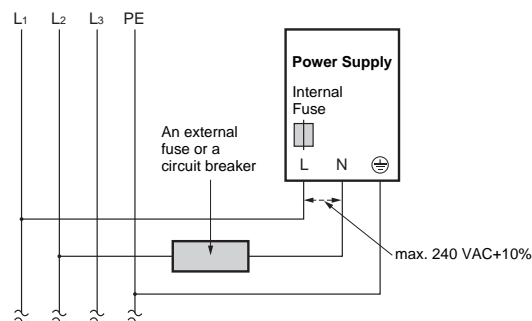 L1 L2 L3 PE
Power Supply
Internal
Fuse
An external
fuse or a
circuit breaker
L N
max. 240 VAC+10%